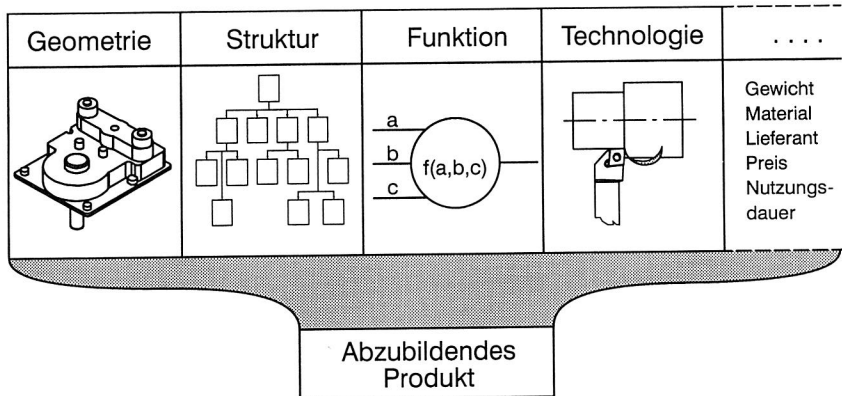 Geometrie
Struktur
Funktion
Technologie
. . . .
a
b
c
f(a,b,c)
Gewicht
Material
Lieferant
Preis
Nutzungs-
dauer
Abzubildendes
Produkt